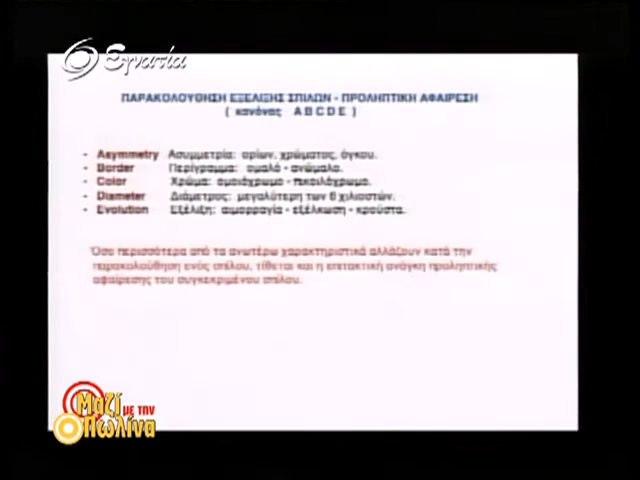 Εγνατία
ΠΑΡΑΚΟΛΟΥΘΗΣΗ ΕΞΕΛΙΞΗΣ ΣΠΙΛΩΝ - ΠΡΟΛΗΠΤΙΚΗ ΑΦΑΙΡΕΣΗ
( κανόνας A B C D E )
- Asymmetry Ασυμμετρία: ορίων, χρώματος, όγκου.
- Border Περίγραμμα: ομαλό - ανώμαλο.
- Color Χρώμα: ομοιόχρωμο - ποικιλόχρωμο.
- Diameter Διάμετρος: μεγαλύτερη των 6 χιλιοστών.
- Evolution Εξέλιξη: αιμορραγία - εξέλκωση - κρούστα.
Όσο περισσότερα από τα ανωτέρω χαρακτηριστικά αλλάζουν κατά την
παρακολούθηση ενός σπίλου, τίθεται και η επιτακτική ανάγκη προληπτικής
αφαίρεσης του συγκεκριμένου σπίλου.
Μαζί με την
Πωλίνα